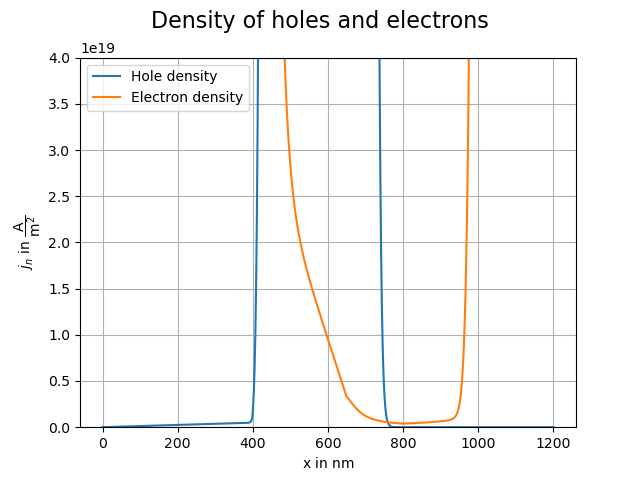 Density of holes and electrons
1e19
Hole density
Electron density
4.0
3.5
3.0
2.5
2.0
1.5
1.0
0.5
0.0
jₙ in A/m²
0 200 400 600 800 1000 1200
x in nm